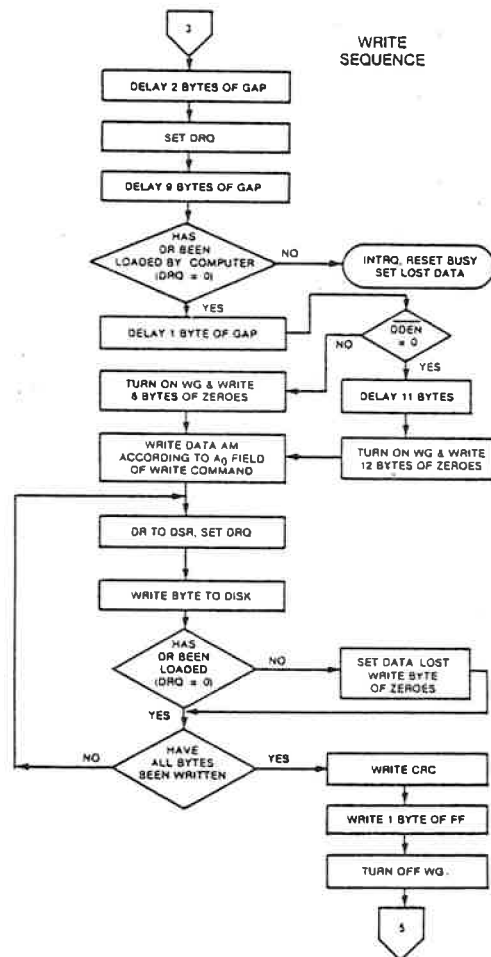 3
WRITE
SEQUENCE
DELAY 2 BYTES OF GAP
SET DRQ
DELAY 9 BYTES OF GAP
HAS
DR BEEN
LOADED BY COMPUTER
(DRQ = 0)
NO
INTRQ, RESET BUSY
SET LOST DATA
YES
DELAY 1 BYTE OF GAP
DDEN
= 0
NO
YES
TURN ON WG & WRITE
6 BYTES OF ZEROES
DELAY 11 BYTES
WRITE DATA AM
ACCORDING TO A0 FIELD
OF WRITE COMMAND
TURN ON WG & WRITE
12 BYTES OF ZEROES
DR TO DSR, SET DRQ
WRITE BYTE TO DISK
HAS
DR BEEN
LOADED
(DRQ = 0)
NO
SET DATA LOST
WRITE BYTE
OF ZEROES
YES
HAVE
ALL BYTES
BEEN WRITTEN
NO
YES
WRITE CRC
WRITE 1 BYTE OF FF
TURN OFF WG
5